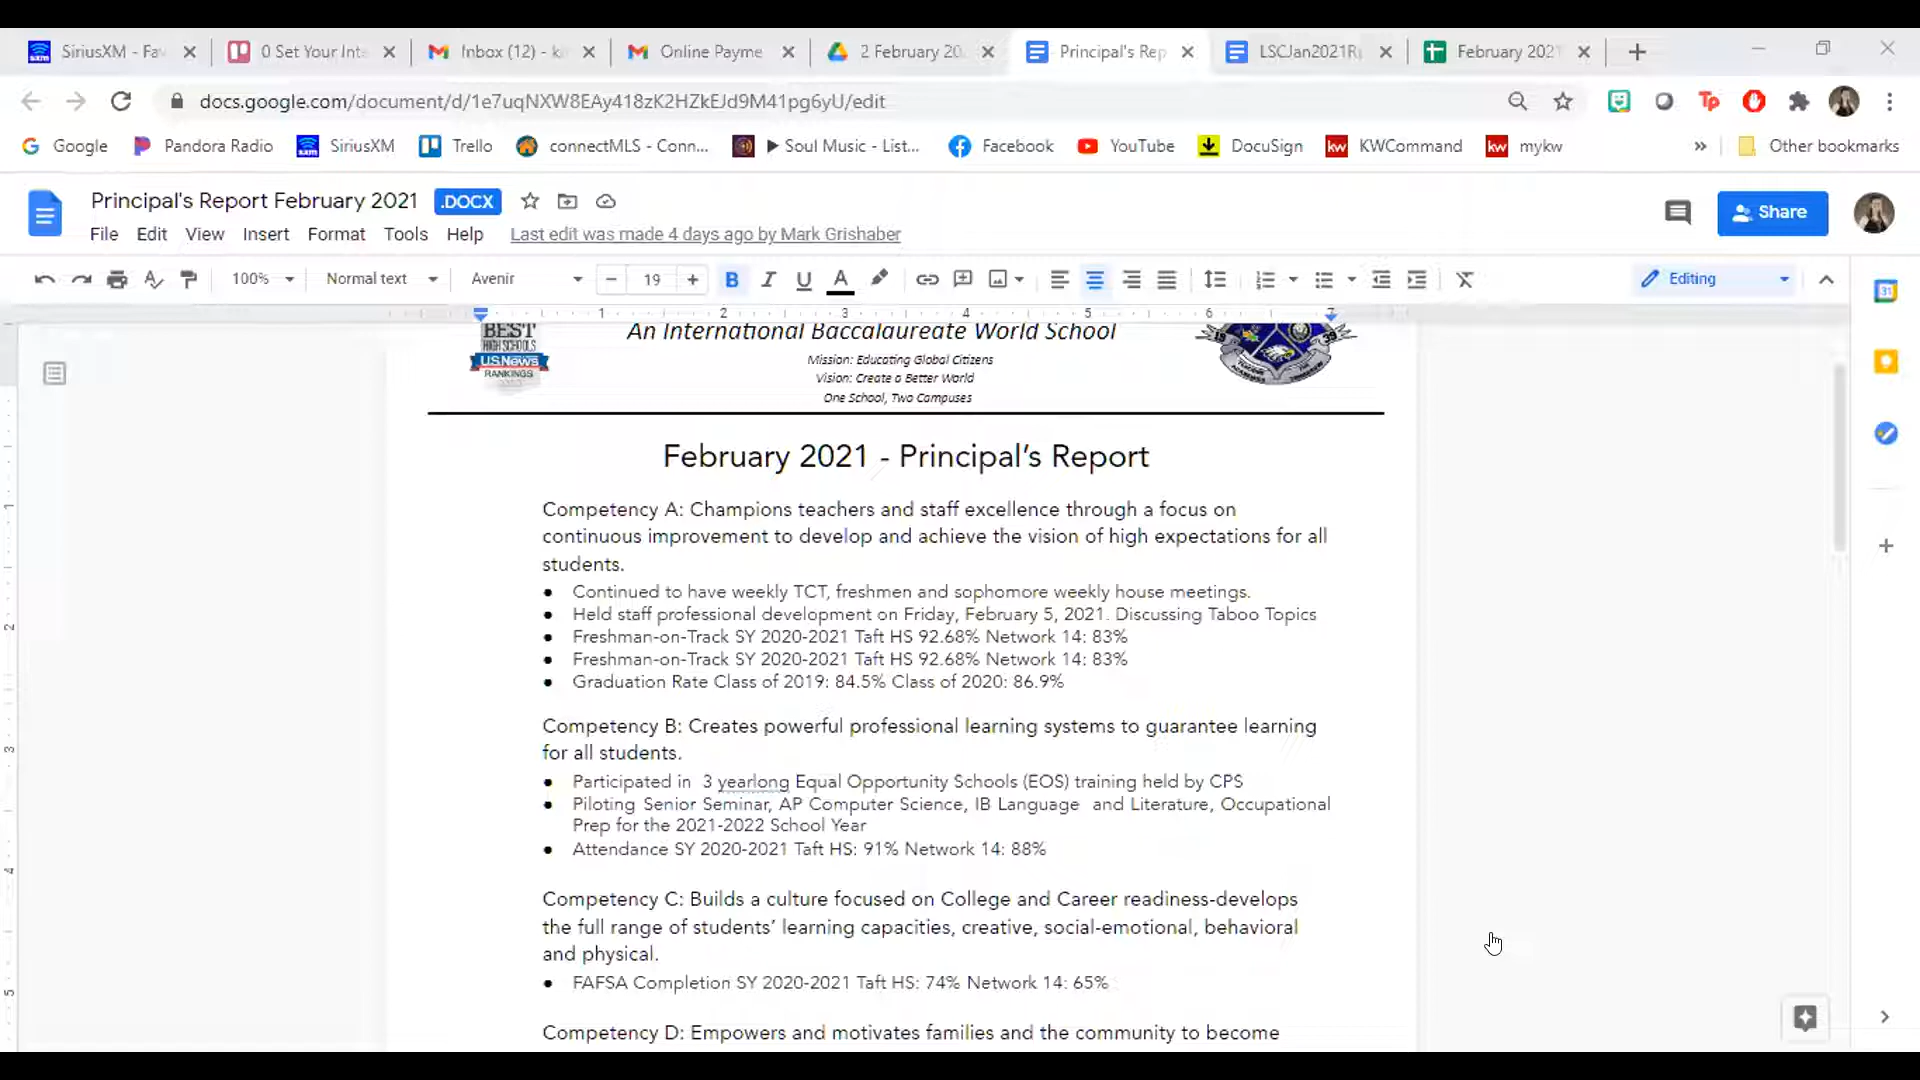 SiriusXM - Fav
0 Set Your Inte
Inbox (12) - k
Online Payme
2 February 20
Principal's Rep
LSCJan2021R
February 2021
docs.google.com/document/d/1e7uqNXW8EAy418zK2HZkEJd9M41pg6yU/edit
Google Pandora Radio SiriusXM Trello connectMLS - Conn... ▶ Soul Music - List... Facebook YouTube DocuSign kw KWCommand kw mykw » Other bookmarks
Principal's Report February 2021 .DOCX
Share
File Edit View Insert Format Tools Help Last edit was made 4 days ago by Mark Grishaber
100% Normal text Avenir 19 B I U A Editing
1 2 3 4 5 6 7
BEST
HIGH SCHOOLS
U.S.News
RANKINGS
An International Baccalaureate World School
Mission: Educating Global Citizens
Vision: Create a Better World
One School, Two Campuses
19 39
February 2021 - Principal’s Report
Competency A: Champions teachers and staff excellence through a focus on
continuous improvement to develop and achieve the vision of high expectations for all
students.
● Continued to have weekly TCT, freshmen and sophomore weekly house meetings.
● Held staff professional development on Friday, February 5, 2021. Discussing Taboo Topics
● Freshman-on-Track SY 2020-2021 Taft HS 92.68% Network 14: 83%
● Freshman-on-Track SY 2020-2021 Taft HS 92.68% Network 14: 83%
● Graduation Rate Class of 2019: 84.5% Class of 2020: 86.9%
Competency B: Creates powerful professional learning systems to guarantee learning
for all students.
● Participated in 3 yearlong Equal Opportunity Schools (EOS) training held by CPS
● Piloting Senior Seminar, AP Computer Science, IB Language and Literature, Occupational
Prep for the 2021-2022 School Year
● Attendance SY 2020-2021 Taft HS: 91% Network 14: 88%
Competency C: Builds a culture focused on College and Career readiness-develops
the full range of students’ learning capacities, creative, social-emotional, behavioral
and physical.
● FAFSA Completion SY 2020-2021 Taft HS: 74% Network 14: 65%
Competency D: Empowers and motivates families and the community to become